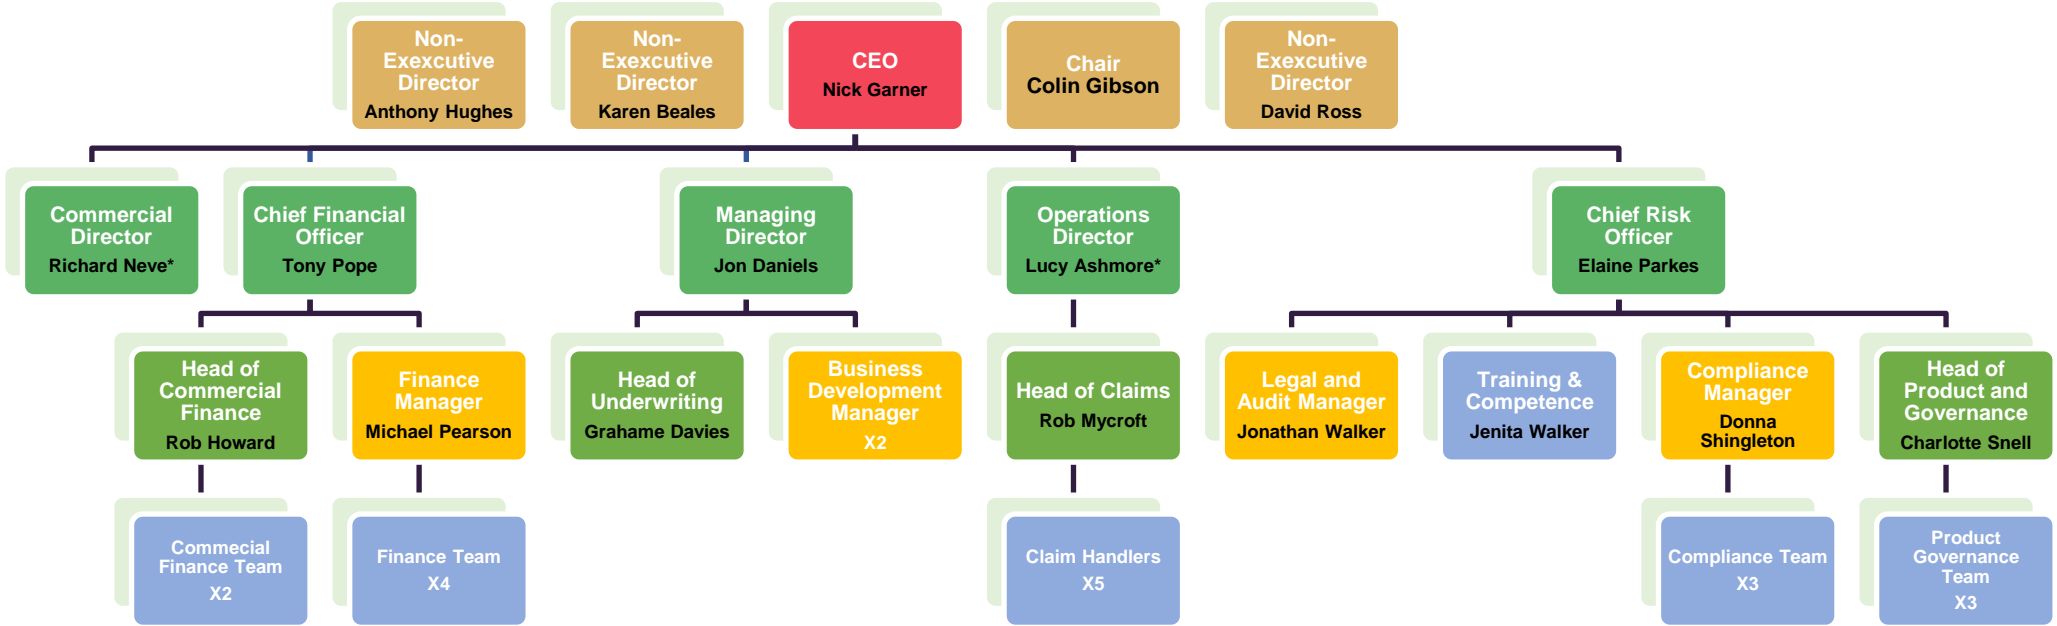 Non-
Exexcutive
Director
Anthony Hughes
Non-
Exexcutive
Director
Karen Beales
CEO
Nick Garner
Chair
Colin Gibson
Non-
Exexcutive
Director
David Ross
Commercial
Director
Richard Neve*
Chief Financial
Officer
Tony Pope
Managing
Director
Jon Daniels
Operations
Director
Lucy Ashmore*
Chief Risk
Officer
Elaine Parkes
Head of
Commercial
Finance
Rob Howard
Finance
Manager
Michael Pearson
Head of
Underwriting
Grahame Davies
Business
Development
Manager
X2
Head of Claims
Rob Mycroft
Legal and
Audit Manager
Jonathan Walker
Training &
Competence
Jenita Walker
Compliance
Manager
Donna
Shingleton
Head of
Product and
Governance
Charlotte Snell
Commecial
Finance Team
X2
Finance Team
X4
Claim Handlers
X5
Compliance Team
X3
Product
Governance
Team
X3